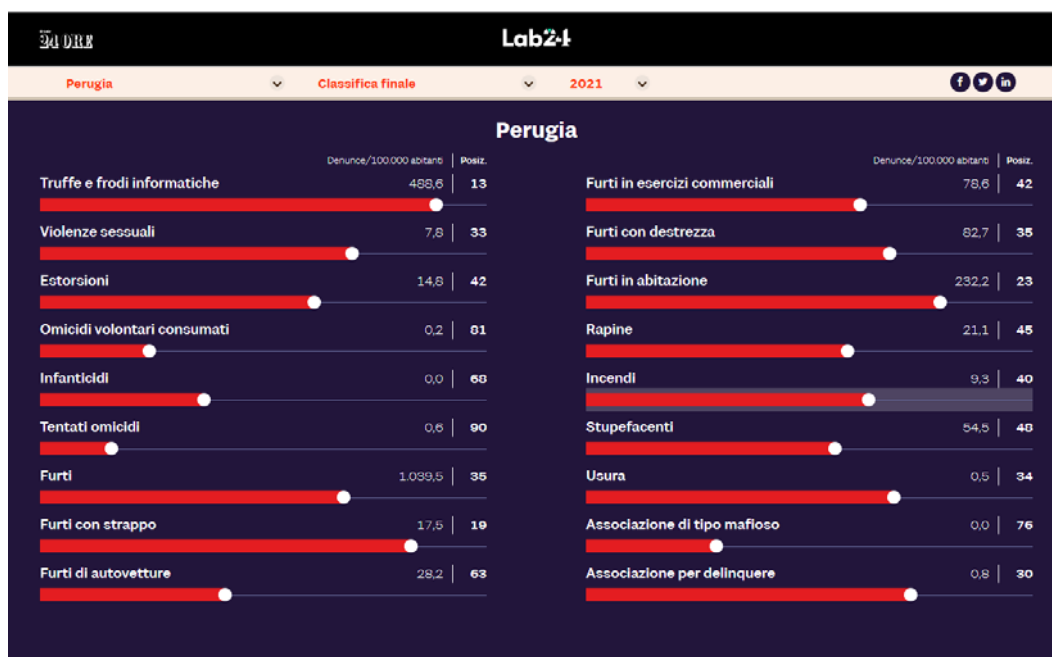 24 ORE
Lab24
Perugia Classifica finale 2021
Perugia
Denunce/100.000 abitanti Posiz.
Truffe e frodi informatiche 488,6 13
Violenze sessuali 7,8 33
Estorsioni 14,8 42
Omicidi volontari consumati 0,2 81
Infanticidi 0,0 68
Tentati omicidi 0,6 90
Furti 1.039,5 35
Furti con strappo 17,5 19
Furti di autovetture 28,2 63
Denunce/100.000 abitanti Posiz.
Furti in esercizi commerciali 78,6 42
Furti con destrezza 82,7 35
Furti in abitazione 232,2 23
Rapine 21,1 45
Incendi 9,3 40
Stupefacenti 54,5 48
Usura 0,5 34
Associazione di tipo mafioso 0,0 76
Associazione per delinquere 0,8 30